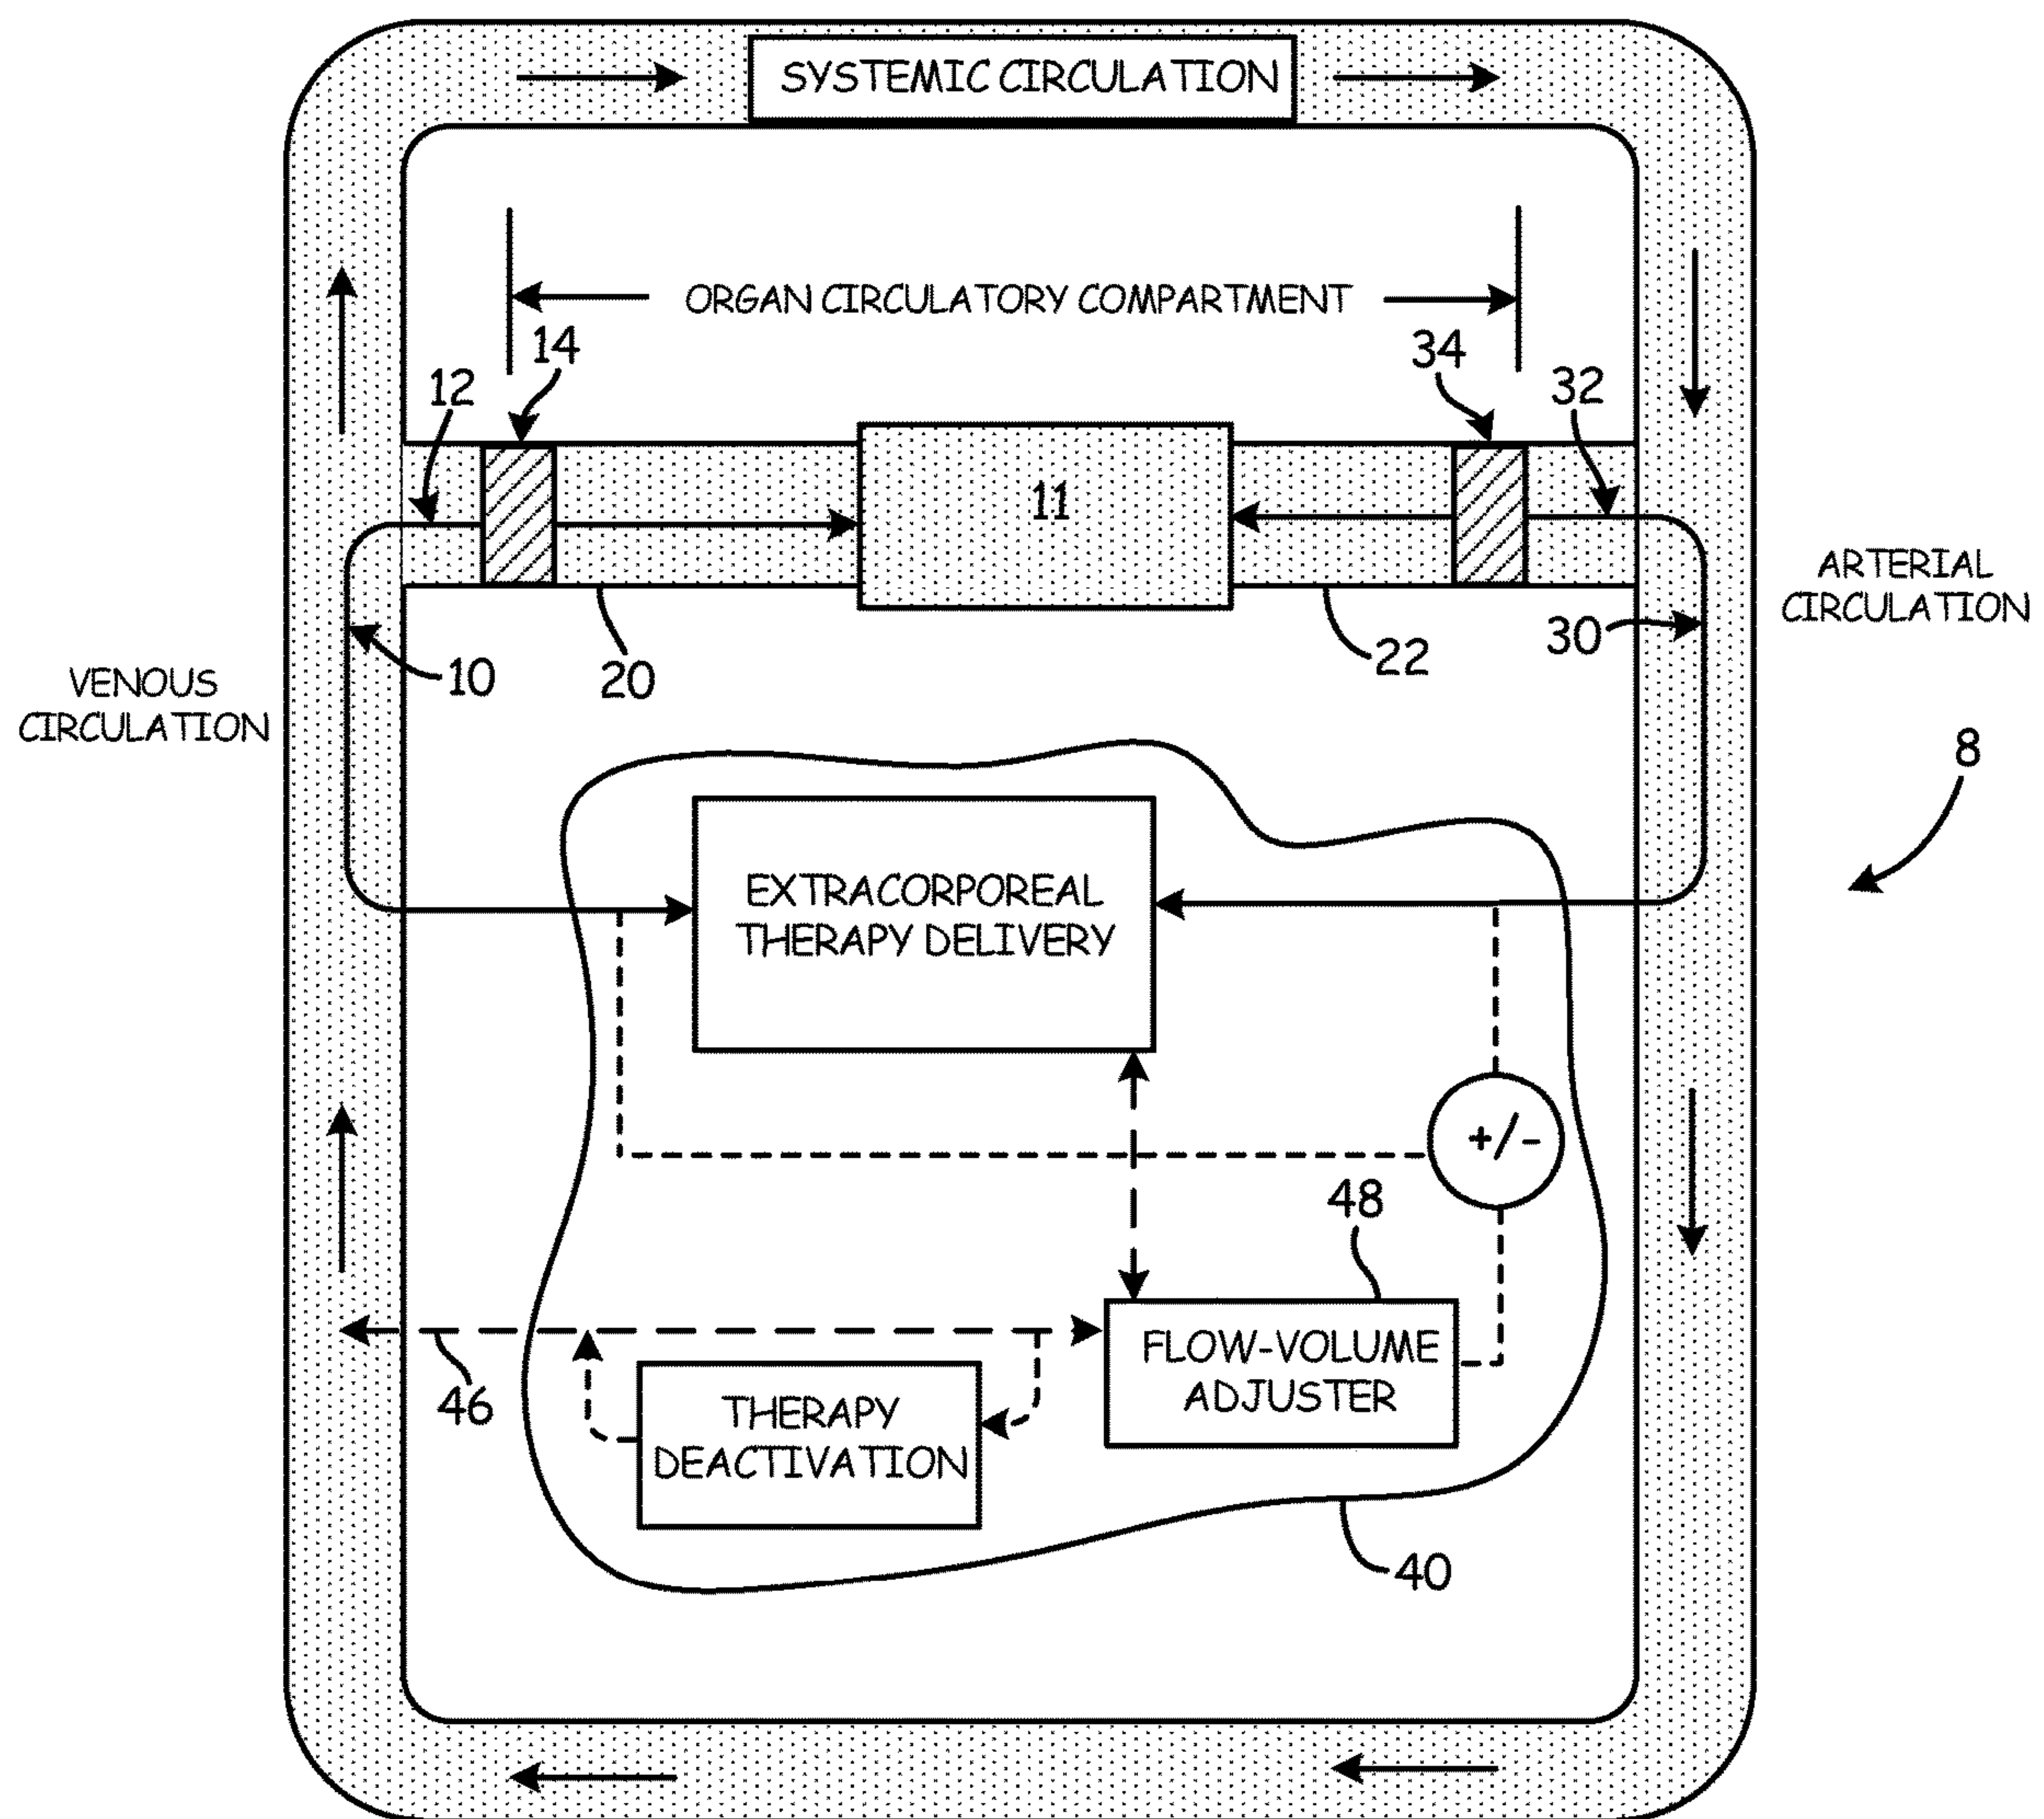 SYSTEMIC CIRCULATION
ORGAN CIRCULATORY COMPARTMENT
14
34
12
32
11
ARTERIAL
CIRCULATION
30
10
20
22
VENOUS
CIRCULATION
8
EXTRACORPOREAL
THERAPY DELIVERY
+/-
48
FLOW-VOLUME
ADJUSTER
46
THERAPY
DEACTIVATION
40